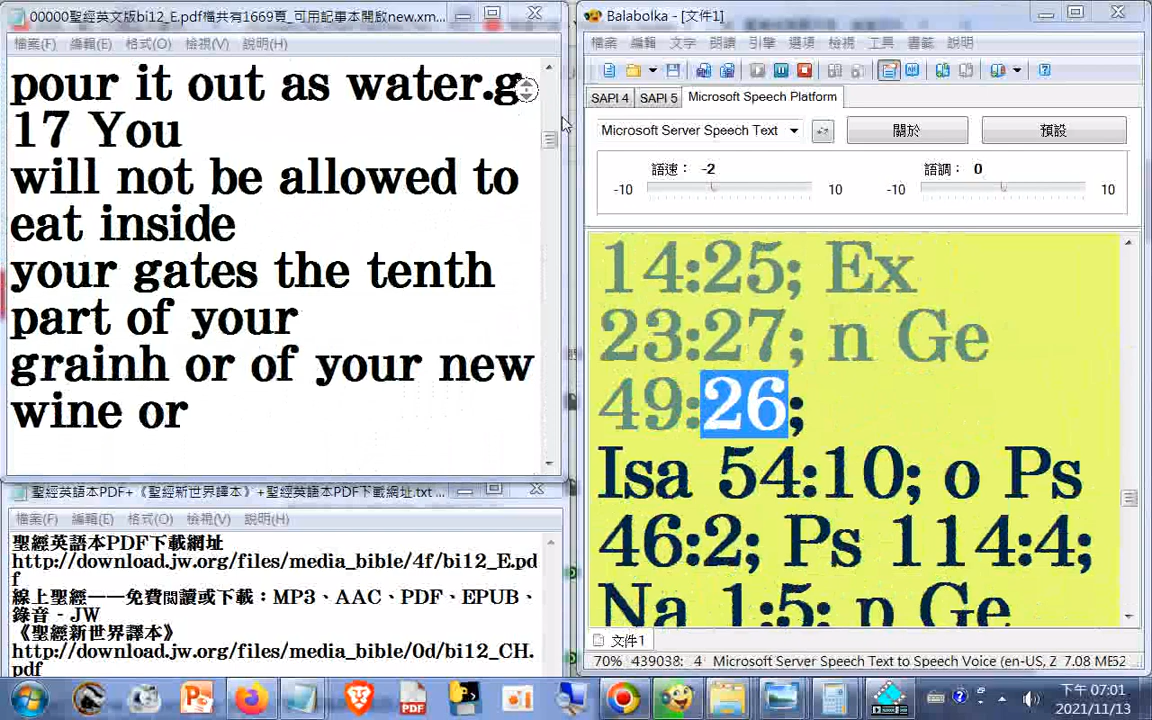 00000聖經英文版bi12_E.pdf檔共有1669頁_可用記事本開啟new.xm...
檔案(F) 編輯(E) 格式(O) 檢視(V) 說明(H)
pour it out as water.g
17 You
will not be allowed to
eat inside
your gates the tenth
part of your
grainh or of your new
wine or
聖經英語本PDF+《聖經新世界譯本》+聖經英語本PDF下載網址.txt ...
檔案(F) 編輯(E) 格式(O) 檢視(V) 說明(H)
聖經英語本PDF下載網址
http://download.jw.org/files/media_bible/4f/bi12_E.pd
f
線上聖經——免費閱讀或下載：MP3、AAC、PDF、EPUB、
錄音 - JW
《聖經新世界譯本》
http://download.jw.org/files/media_bible/0d/bi12_CH.
pdf
Balabolka - [文件1]
檔案 編輯 文字 朗讀 引擎 選項 檢視 工具 書籤 說明
SAPI 4 SAPI 5 Microsoft Speech Platform
Microsoft Server Speech Text 關於 預設
語速： -2 語調： 0
-10 10 -10 10
14:25; Ex
23:27; n Ge
49:26;
Isa 54:10; o Ps
46:2; Ps 114:4;
Na 1:5; p Ge
文件1
70% 439038: 4 Microsoft Server Speech Text to Speech Voice (en-US, Z 7.08 ME52
PDF
下午 07:01
2021/11/13